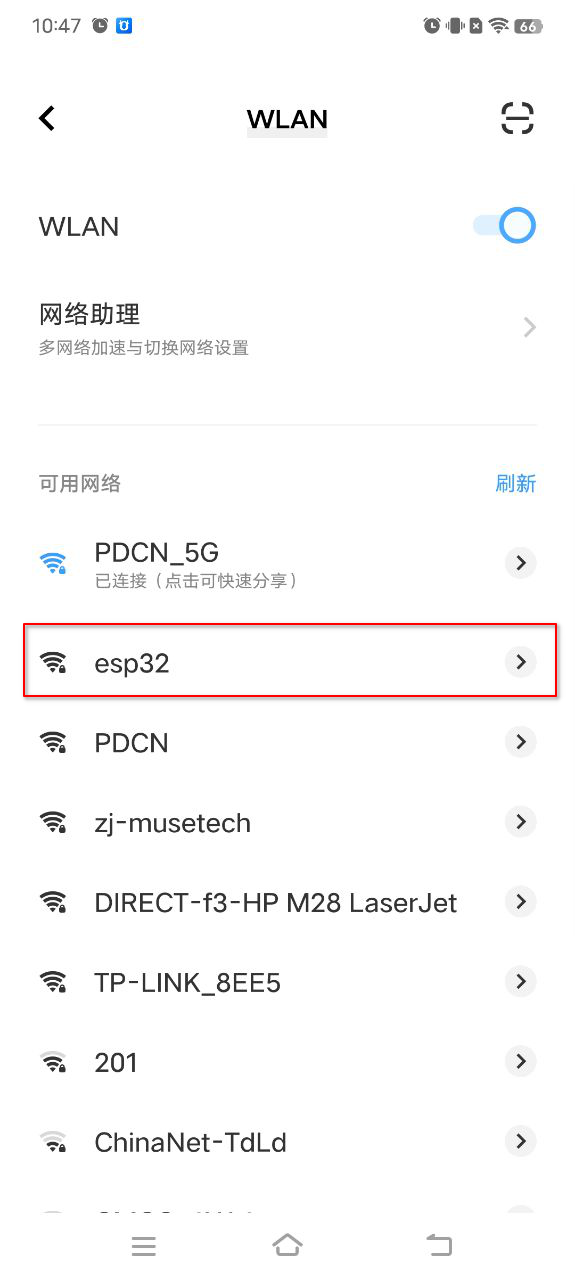 10:47
66
WLAN
WLAN
网络助理
多网络加速与切换网络设置
可用网络
刷新
PDCN_5G
已连接（点击可快速分享）
esp32
PDCN
zj-musetech
DIRECT-f3-HP M28 LaserJet
TP-LINK_8EE5
201
ChinaNet-TdLd